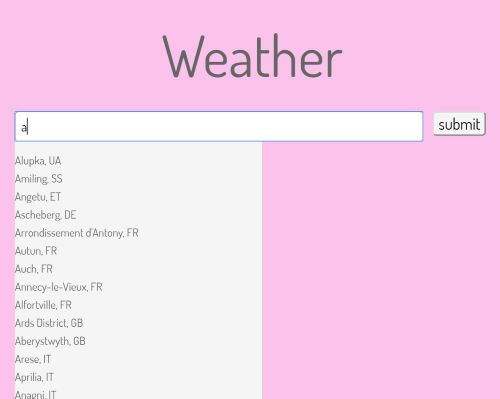 Weather
a
submit
Alupka, UA
Amiling, SS
Angetu, ET
Ascheberg, DE
Arrondissement d'Antony, FR
Autun, FR
Auch, FR
Annecy-le-Vieux, FR
Alfortville, FR
Ards District, GB
Aberystwyth, GB
Arese, IT
Aprilia, IT
Anagni, IT